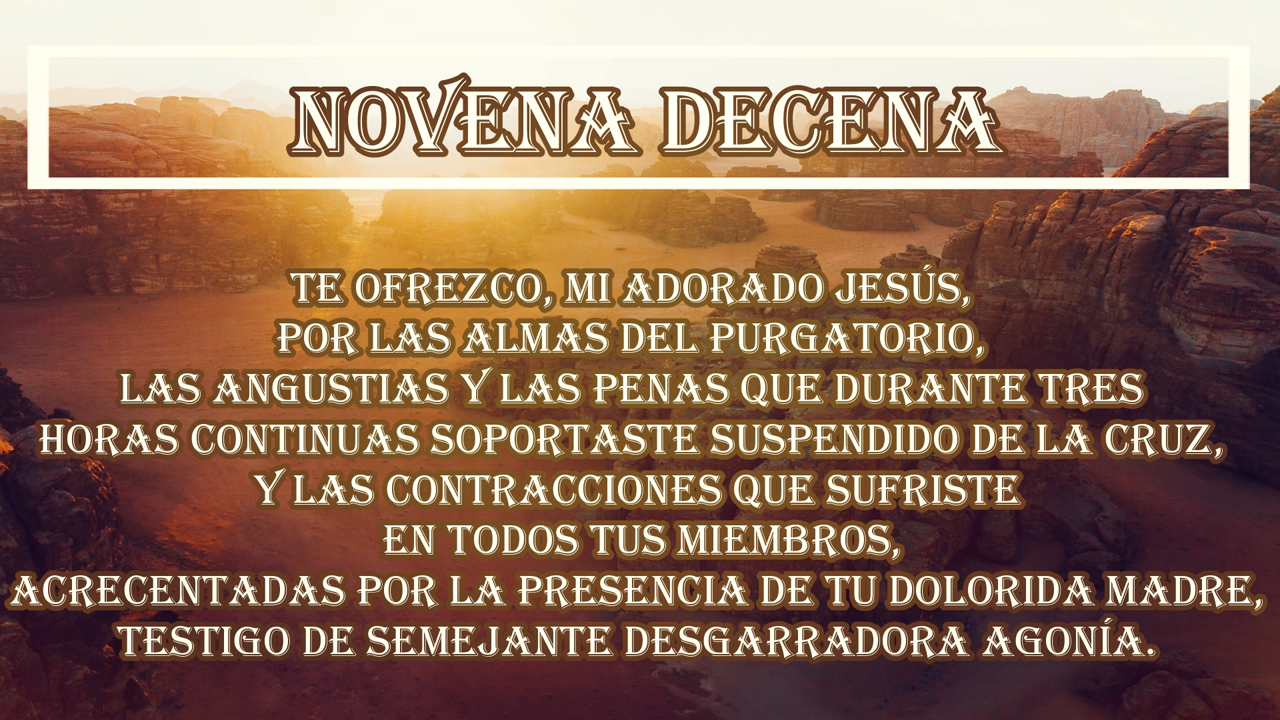 NOVENA DECENA
TE OFREZCO, MI ADORADO JESÚS,
POR LAS ALMAS DEL PURGATORIO,
LAS ANGUSTIAS Y LAS PENAS QUE DURANTE TRES
HORAS CONTINUAS SOPORTASTE SUSPENDIDO DE LA CRUZ,
Y LAS CONTRACCIONES QUE SUFRISTE
EN TODOS TUS MIEMBROS,
ACRECENTADAS POR LA PRESENCIA DE TU DOLORIDA MADRE,
TESTIGO DE SEMEJANTE DESGARRADORA AGONÍA.